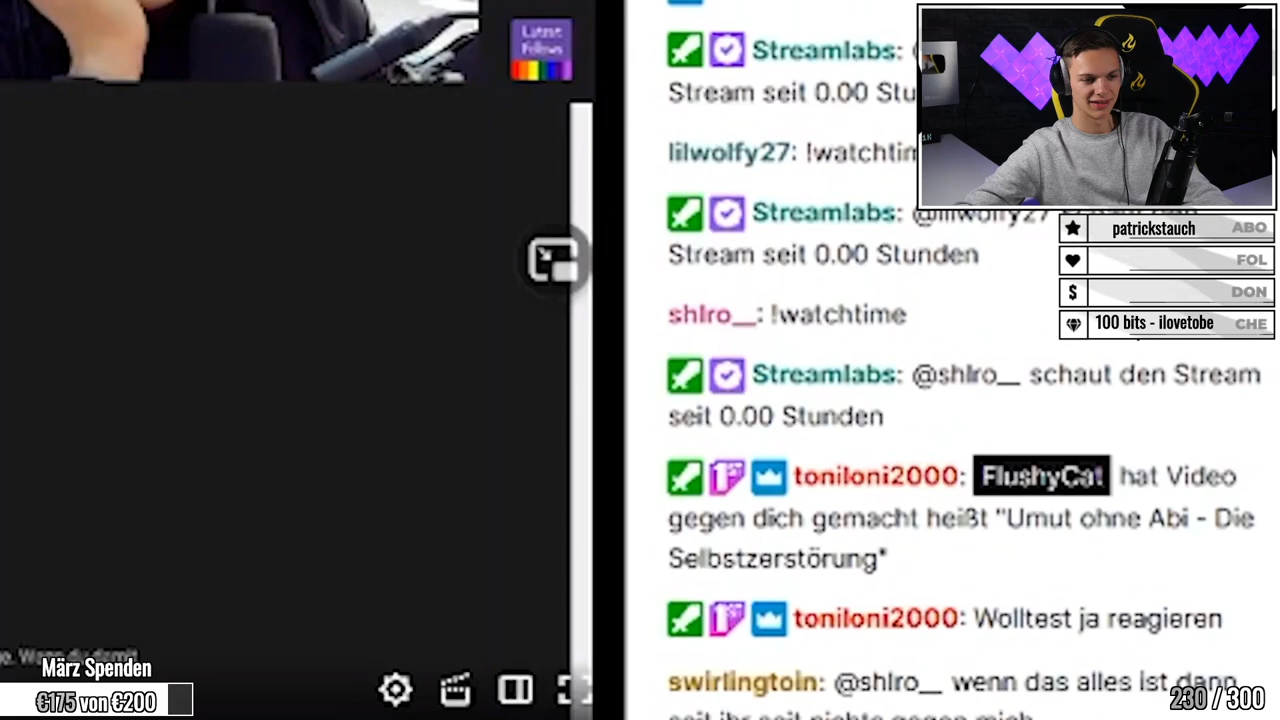 Latest
Follows
Streamlabs:
Stream seit 0.00 Stu
lilwolfy27: !watchtim
Streamlabs: @lilwolfy27
Stream seit 0.00 Stunden
shlro__: !watchtime
Streamlabs: @shlro__ schaut den Stream
seit 0.00 Stunden
toniloni2000: FlushyCat hat Video
gegen dich gemacht heißt "Umut ohne Abi - Die
Selbstzerstörung"
toniloni2000: Wolltest ja reagieren
swirlingtoin: @shlro__ wenn das alles ist dann
patrickstauch ABO
FOL
$ DON
100 bits - ilovetobe CHE
März Spenden
€175 von €200
230 / 300